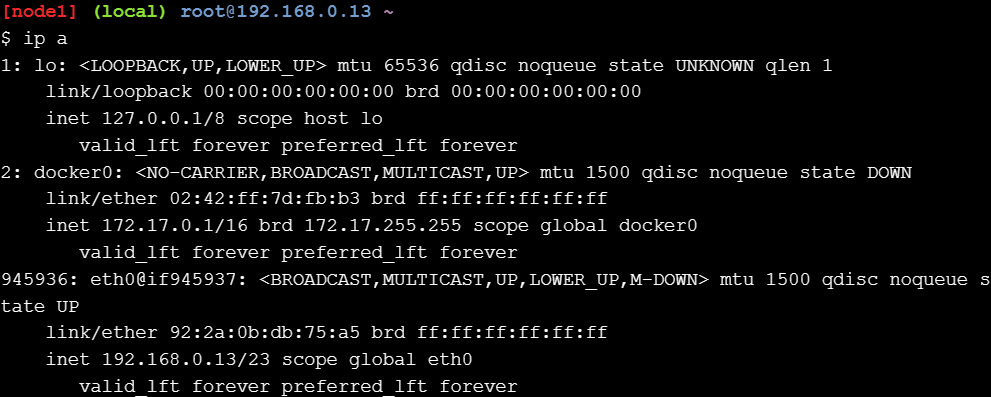 [node1] (local) root@192.168.0.13 ~
$ ip a
1: lo: <LOOPBACK,UP,LOWER_UP> mtu 65536 qdisc noqueue state UNKNOWN qlen 1
    link/loopback 00:00:00:00:00:00 brd 00:00:00:00:00:00
    inet 127.0.0.1/8 scope host lo
       valid_lft forever preferred_lft forever
2: docker0: <NO-CARRIER,BROADCAST,MULTICAST,UP> mtu 1500 qdisc noqueue state DOWN
    link/ether 02:42:ff:7d:fb:b3 brd ff:ff:ff:ff:ff:ff
    inet 172.17.0.1/16 brd 172.17.255.255 scope global docker0
       valid_lft forever preferred_lft forever
945936: eth0@if945937: <BROADCAST,MULTICAST,UP,LOWER_UP,M-DOWN> mtu 1500 qdisc noqueue s
tate UP
    link/ether 92:2a:0b:db:75:a5 brd ff:ff:ff:ff:ff:ff
    inet 192.168.0.13/23 scope global eth0
       valid_lft forever preferred_lft forever